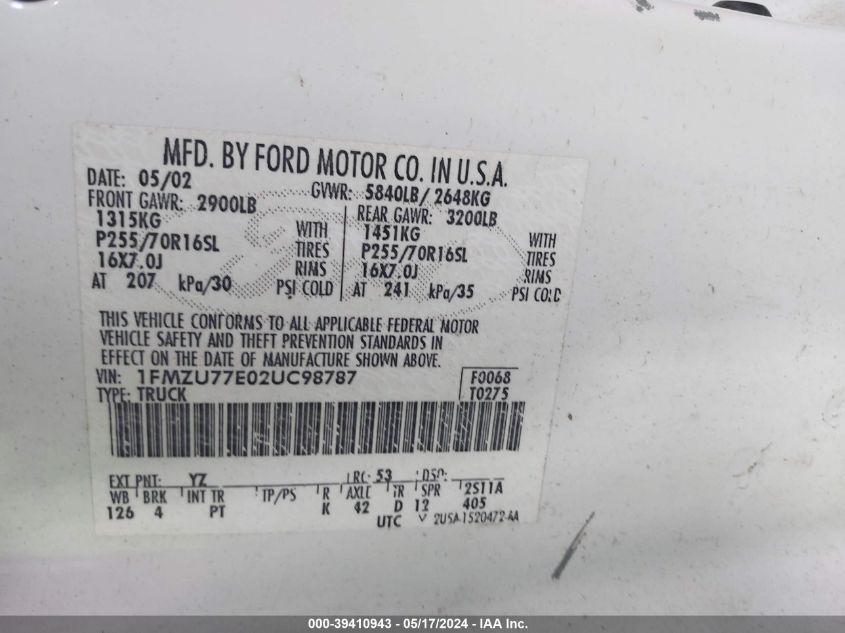 MFD. BY FORD MOTOR CO. IN U.S.A.
DATE: 05/02 GVWR: 5840LB/ 2648KG
FRONT GAWR: 2900LB REAR GAWR: 3200LB
1315KG WITH 1451KG WITH
P255/70R16SL TIRES P255/70R16SL TIRES
16X7.0J RIMS 16X7.0J RIMS
AT 207 kPa/30 PSI COLD AT 241 kPa/35 PSI COLD
THIS VEHICLE CONFORMS TO ALL APPLICABLE FEDERAL MOTOR
VEHICLE SAFETY AND THEFT PREVENTION STANDARDS IN
EFFECT ON THE DATE OF MANUFACTURE SHOWN ABOVE.
VIN: 1FMZU77E02UC98787 F0068
TYPE: TRUCK T0275
EXT PNT: YZ RC: 53 DSO:
WB BRK INT TR TP/PS R AXLE TR SPR 2S11A
126 4 PT K 42 D 12 405
UTC V 2USA-1520472-AA
000-39410943 - 05/17/2024 - IAA Inc.